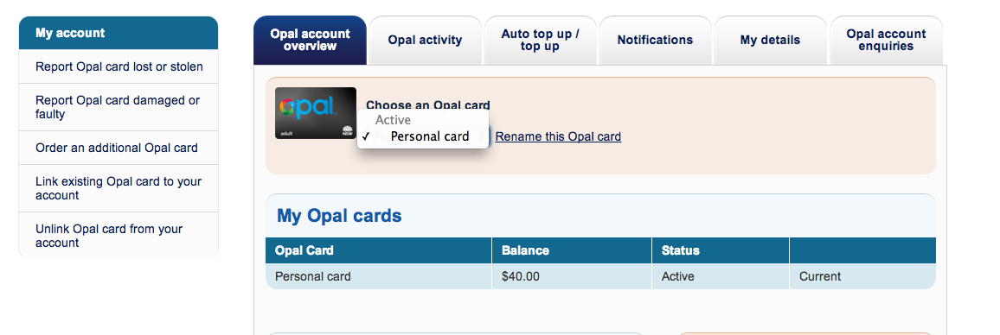 My account
Report Opal card lost or stolen
Report Opal card damaged or
faulty
Order an additional Opal card
Link existing Opal card to your
account
Unlink Opal card from your
account
Opal account
overview
Opal activity
Auto top up /
top up
Notifications
My details
Opal account
enquiries
opal
adult
NSW
Choose an Opal card
Active
✓ Personal card
Rename this Opal card
My Opal cards
Opal Card Balance Status
Personal card $40.00 Active Current